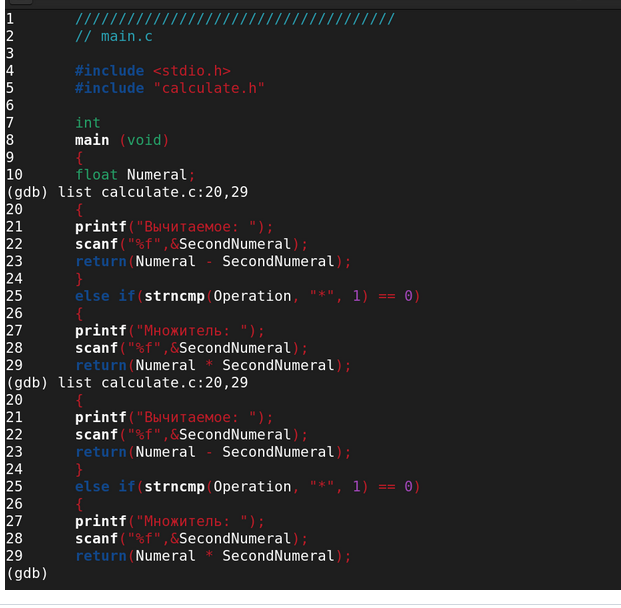 1 /////////////////////////////////////
2 // main.c
3
4 #include <stdio.h>
5 #include "calculate.h"
6
7 int
8 main (void)
9 {
10 float Numeral;
(gdb) list calculate.c:20,29
20 {
21 printf("Вычитаемое: ");
22 scanf("%f",&SecondNumeral);
23 return(Numeral - SecondNumeral);
24 }
25 else if(strncmp(Operation, "*", 1) == 0)
26 {
27 printf("Множитель: ");
28 scanf("%f",&SecondNumeral);
29 return(Numeral * SecondNumeral);
(gdb) list calculate.c:20,29
20 {
21 printf("Вычитаемое: ");
22 scanf("%f",&SecondNumeral);
23 return(Numeral - SecondNumeral);
24 }
25 else if(strncmp(Operation, "*", 1) == 0)
26 {
27 printf("Множитель: ");
28 scanf("%f",&SecondNumeral);
29 return(Numeral * SecondNumeral);
(gdb)